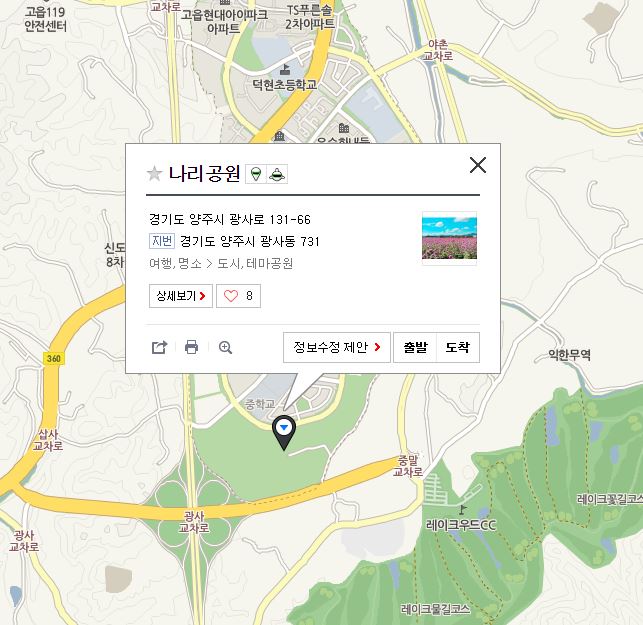 고읍119
안전센터
교차로
고읍현대아이파크
아파트
TS푸른솔
2차아파트
야촌
교차로
덕현초등학교
나리공원
경기도 양주시 광사로 131-66
지번 경기도 양주시 광사동 731
여행,명소 > 도시,테마공원
상세보기
8
정보수정 제안
출발
도착
신도
8차
360
익한무역
중학교
삽사
교차로
중말
교차로
광사
교차로
광사
교차로
레이크꽃길코스
레이크우드CC
레이크물길코스